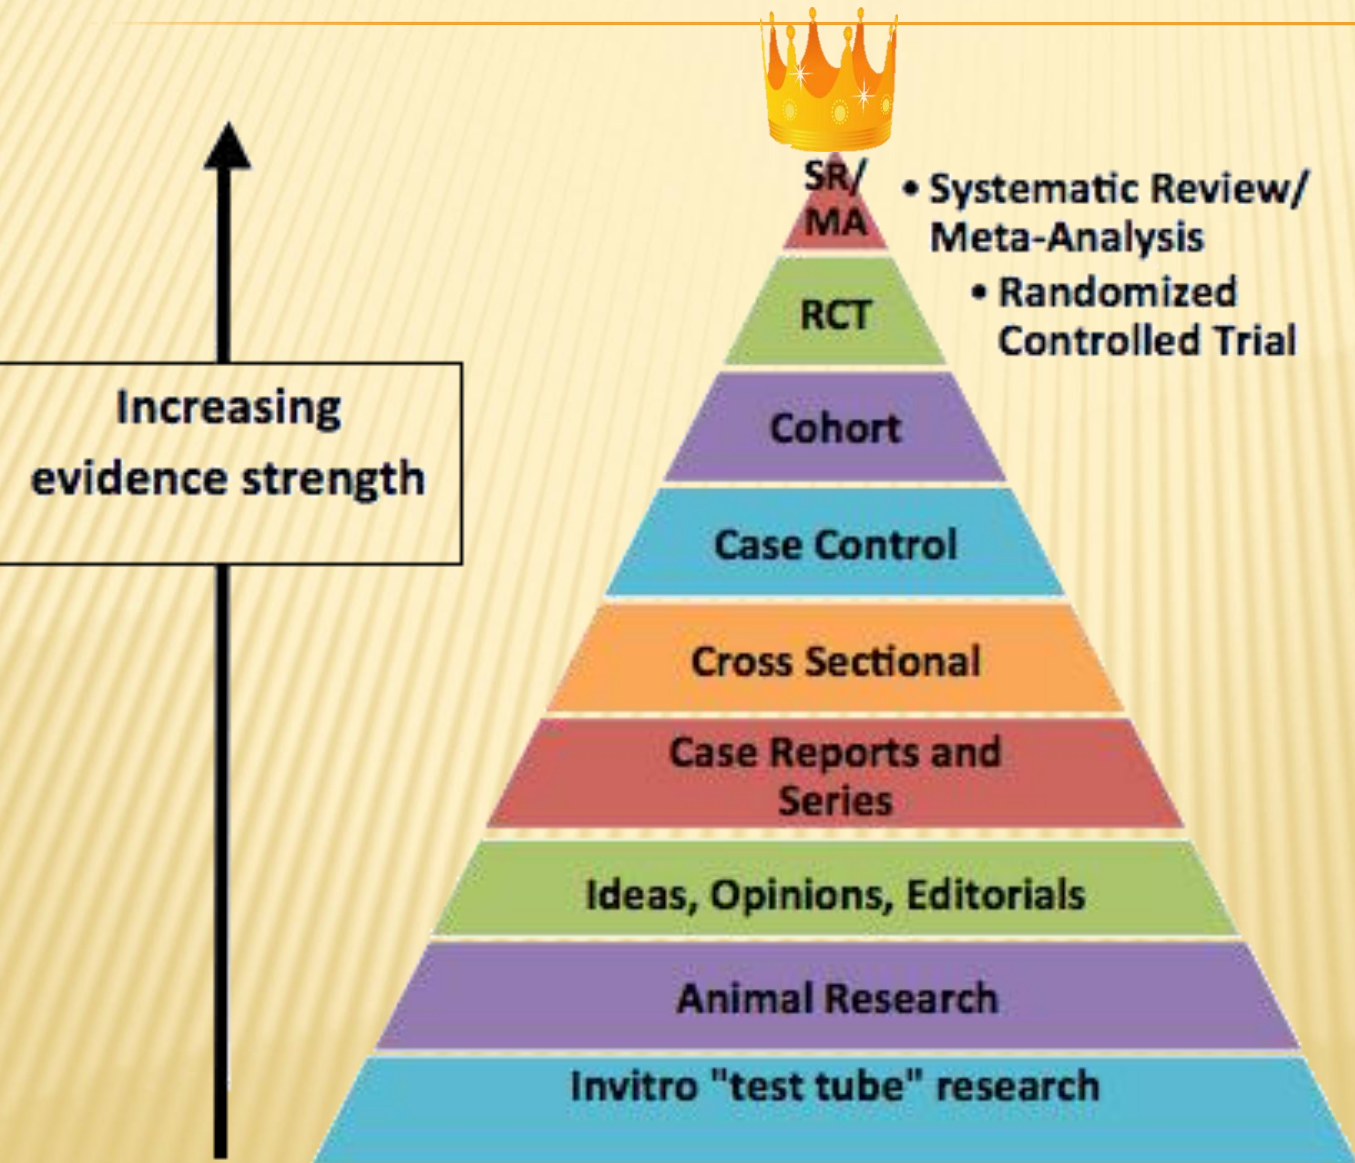 Increasing
evidence strength
SR/
MA
• Systematic Review/
Meta-Analysis
RCT
• Randomized
Controlled Trial
Cohort
Case Control
Cross Sectional
Case Reports and
Series
Ideas, Opinions, Editorials
Animal Research
Invitro "test tube" research